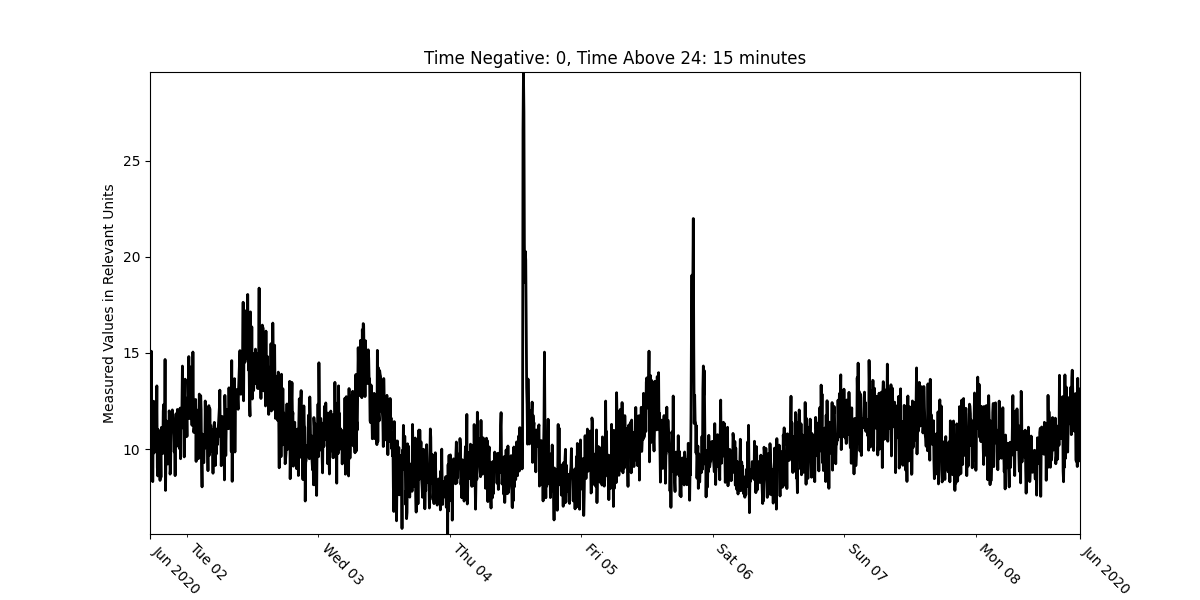 Time Negative: 0, Time Above 24: 15 minutes
Measured Values in Relevant Units
25
20
15
10
Jun 2020
Tue 02
Wed 03
Thu 04
Fri 05
Sat 06
Sun 07
Mon 08
Jun 2020